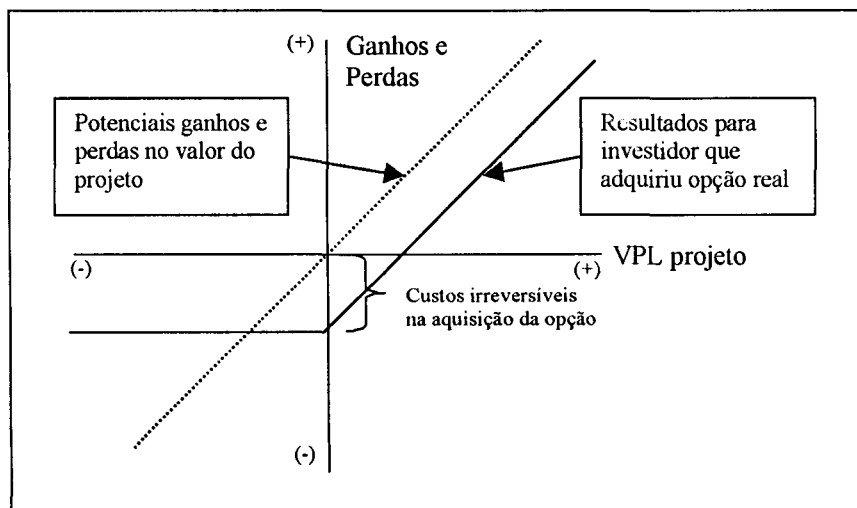 (+)
Ganhos e
Perdas
Potenciais ganhos e
perdas no valor do
projeto
Resultados para
investidor que
adquiriu opção real
(-)
(+)
VPL projeto
Custos irreversíveis
na aquisição da opção
(-)